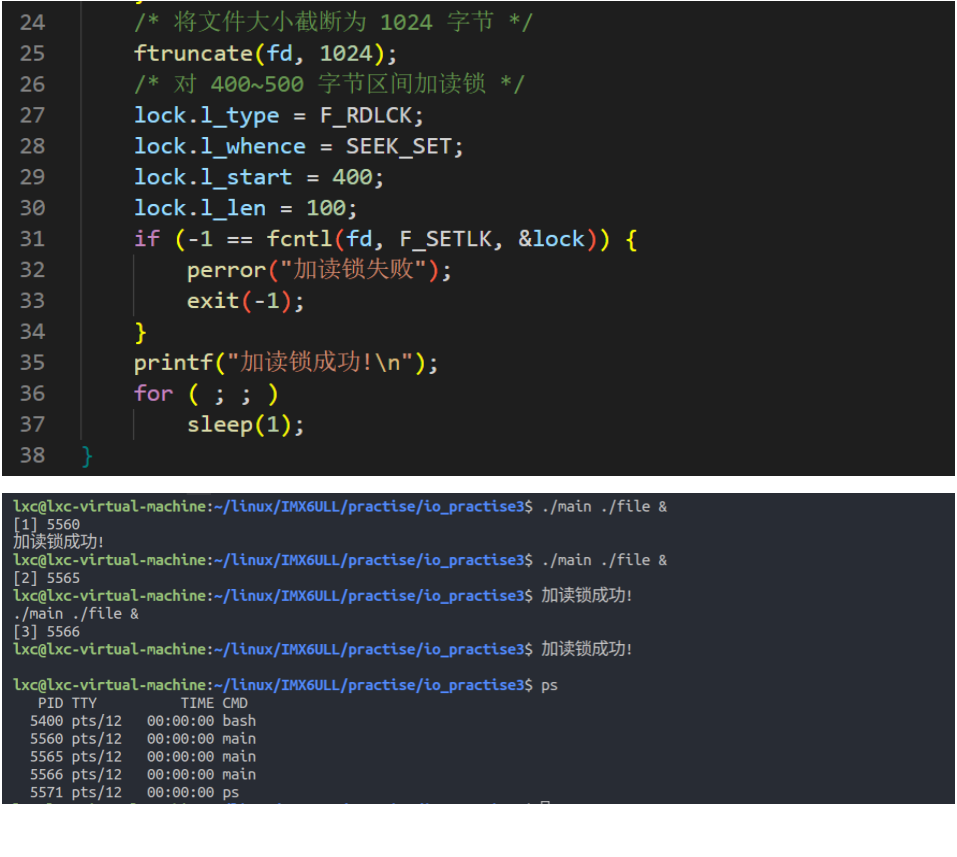 24 /* 将文件大小截断为 1024 字节 */
25 ftruncate(fd, 1024);
26 /* 对 400~500 字节区间加读锁 */
27 lock.l_type = F_RDLCK;
28 lock.l_whence = SEEK_SET;
29 lock.l_start = 400;
30 lock.l_len = 100;
31 if (-1 == fcntl(fd, F_SETLK, &lock)) {
32 perror("加读锁失败");
33 exit(-1);
34 }
35 printf("加读锁成功!\n");
36 for ( ; ; )
37 sleep(1);
38 }
lxc@lxc-virtual-machine:~/linux/IMX6ULL/practise/io_practise3$ ./main ./file &
[1] 5560
加读锁成功!
lxc@lxc-virtual-machine:~/linux/IMX6ULL/practise/io_practise3$ ./main ./file &
[2] 5565
lxc@lxc-virtual-machine:~/linux/IMX6ULL/practise/io_practise3$ 加读锁成功!
./main ./file &
[3] 5566
lxc@lxc-virtual-machine:~/linux/IMX6ULL/practise/io_practise3$ 加读锁成功!
lxc@lxc-virtual-machine:~/linux/IMX6ULL/practise/io_practise3$ ps
PID TTY TIME CMD
5400 pts/12 00:00:00 bash
5560 pts/12 00:00:00 main
5565 pts/12 00:00:00 main
5566 pts/12 00:00:00 main
5571 pts/12 00:00:00 ps